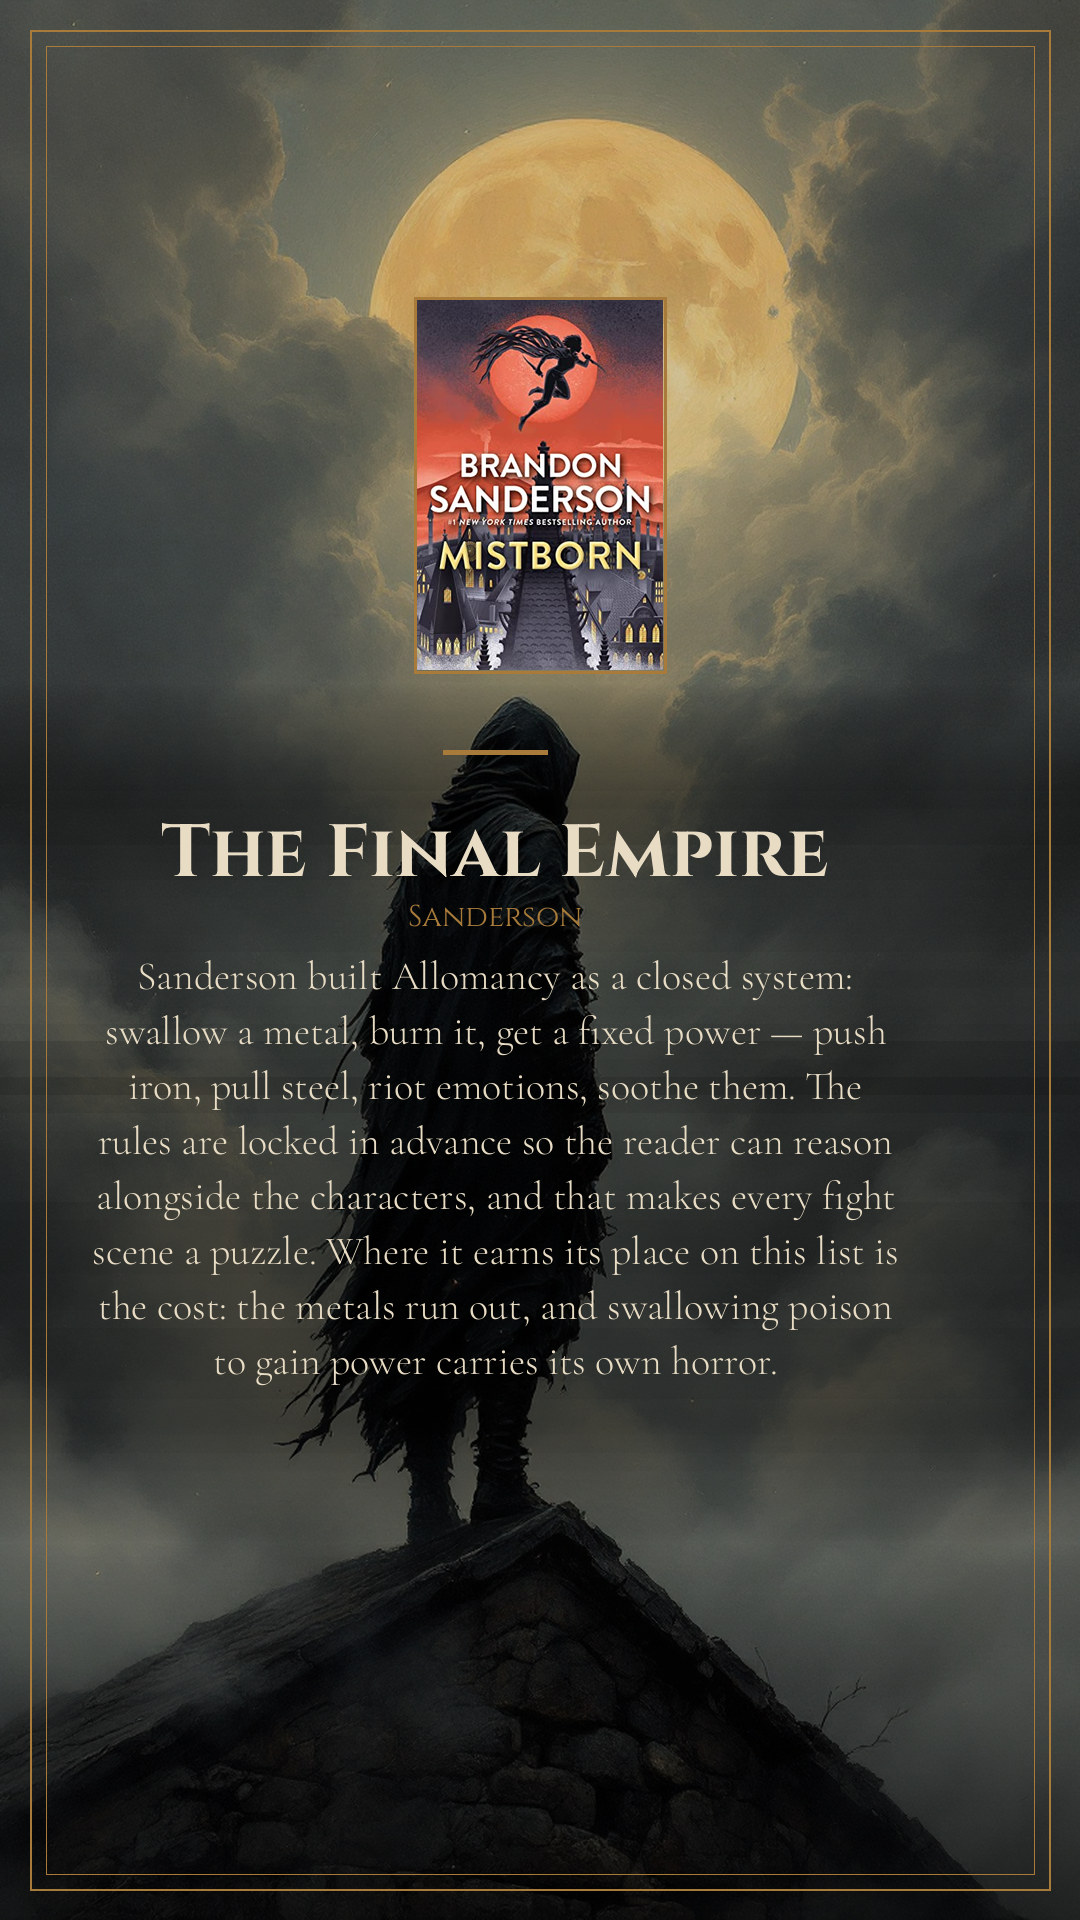 BRANDON
SANDERSON
#1 NEW YORK TIMES BESTSELLING AUTHOR
MISTBORN
The Final Empire
Sanderson
Sanderson built Allomancy as a closed system:
swallow a metal, burn it, get a fixed power — push
iron, pull steel, riot emotions, soothe them. The
rules are locked in advance so the reader can reason
alongside the characters, and that makes every fight
scene a puzzle. Where it earns its place on this list is
the cost: the metals run out, and swallowing poison
to gain power carries its own horror.